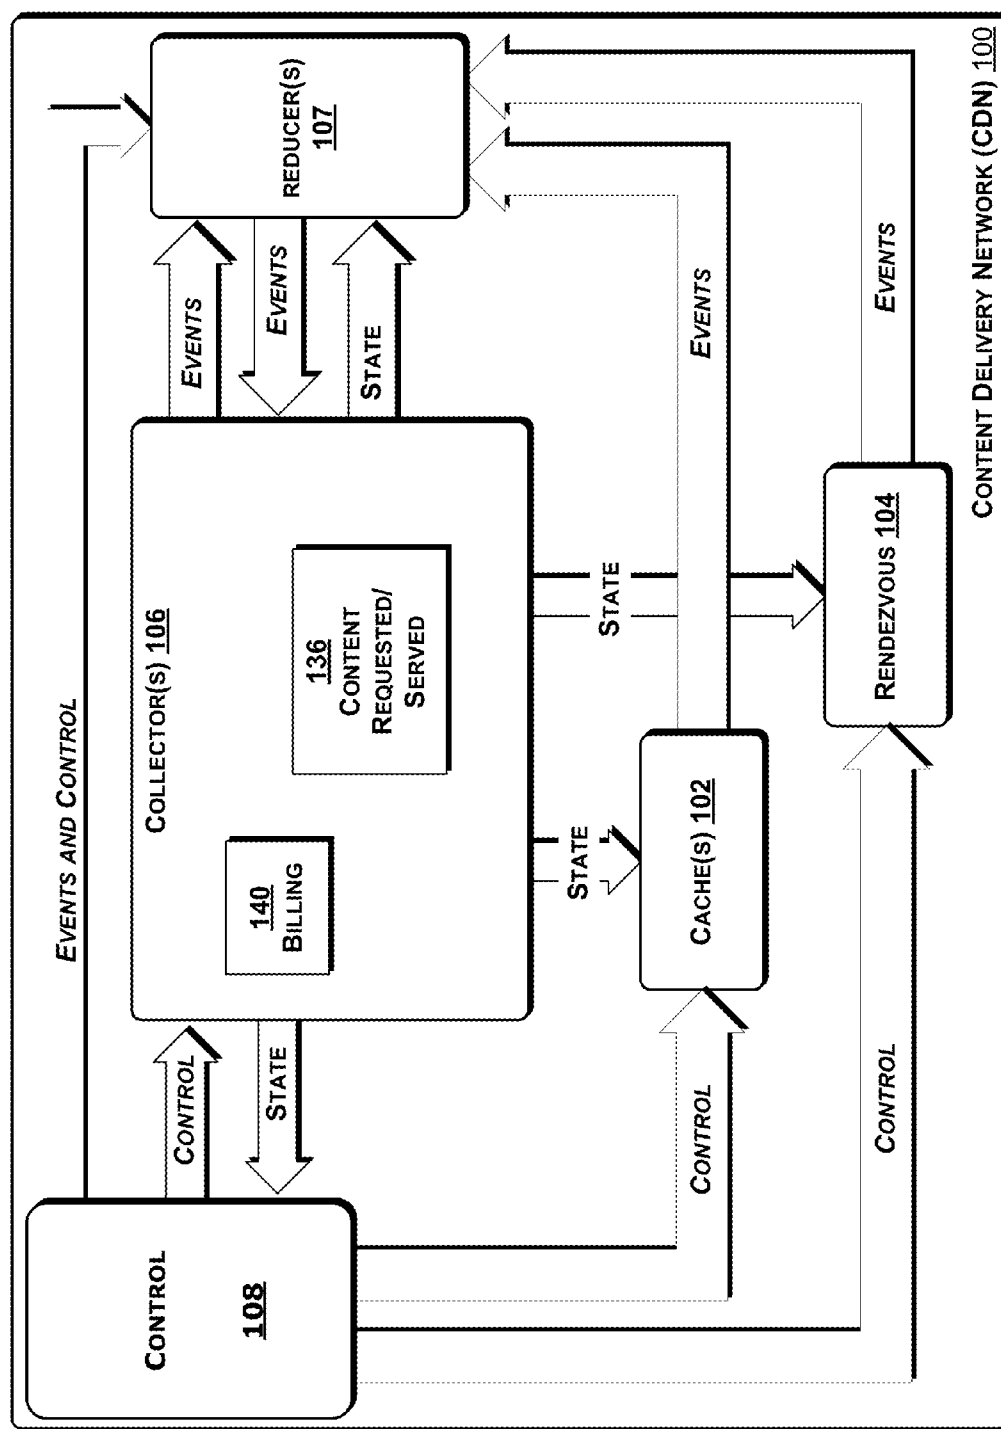 EVENTS AND CONTROL
CONTROL
108
CONTROL
STATE
COLLECTOR(S) 106
140
BILLING
136
CONTENT
REQUESTED/
SERVED
EVENTS
EVENTS
STATE
REDUCER(S)
107
STATE
STATE
CONTROL
CACHE(S) 102
EVENTS
CONTROL
RENDEZVOUS 104
EVENTS
CONTENT DELIVERY NETWORK (CDN) 100